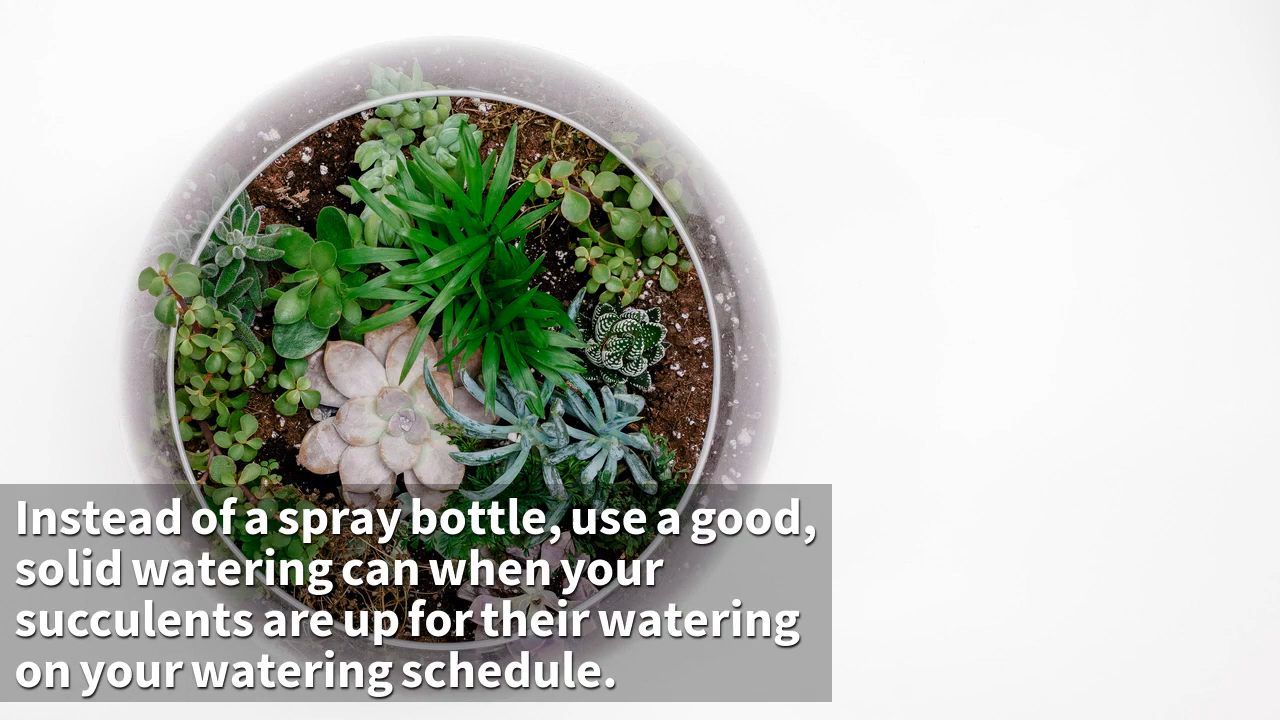 Instead of a spray bottle, use a good,
solid watering can when your
succulents are up for their watering
on your watering schedule.